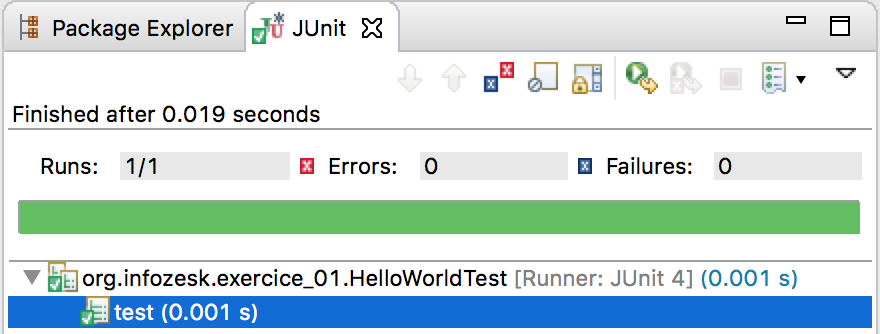 Package Explorer JUnit
Finished after 0.019 seconds
Runs: 1/1 Errors: 0 Failures: 0
org.infozesk.exercice_01.HelloWorldTest [Runner: JUnit 4] (0.001 s)
test (0.001 s)